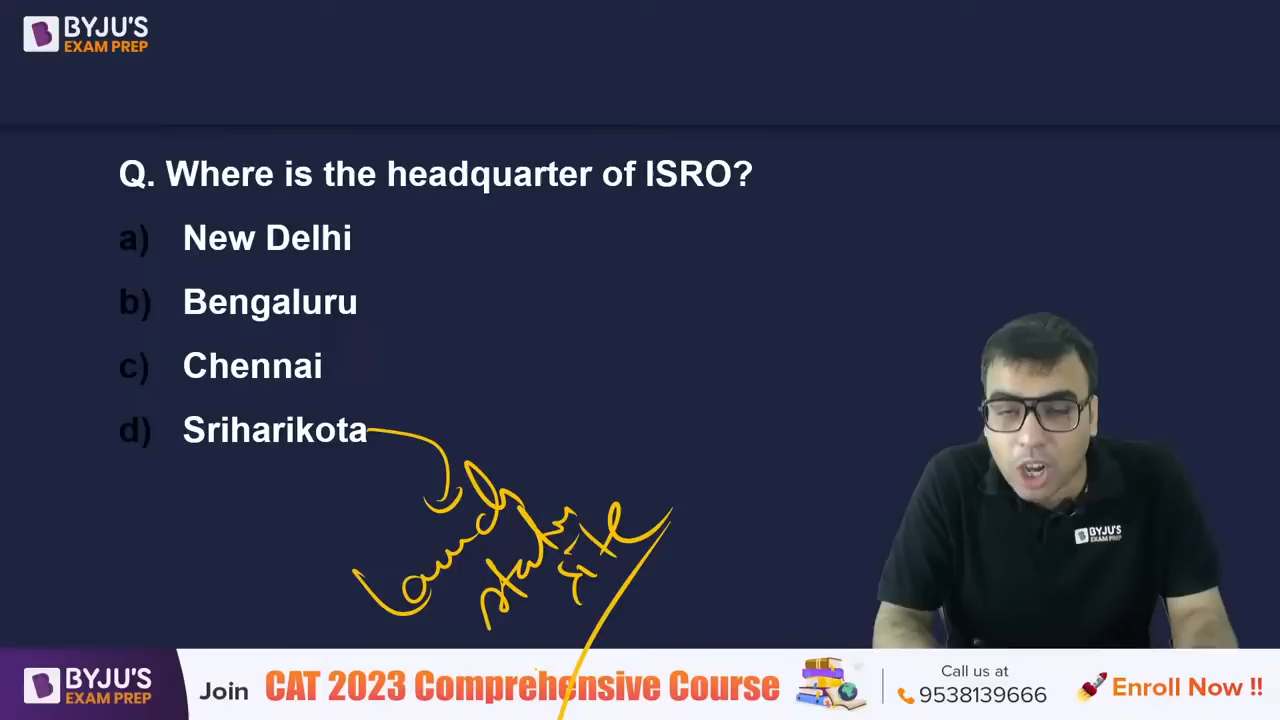 BYJU'S
EXAM PREP
Q. Where is the headquarter of ISRO?
a) New Delhi
b) Bengaluru
c) Chennai
d) Sriharikota
Launch
site
BYJU'S
EXAM PREP
BYJU'S
EXAM PREP
Join CAT 2023 Comprehensive Course
Call us at
9538139666
Enroll Now !!